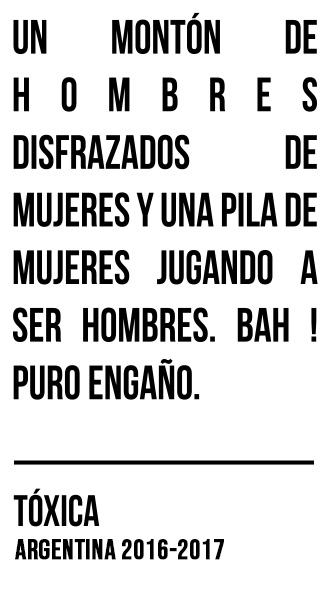 UN MONTÓN DE
HOMBRES
DISFRAZADOS DE
MUJERES Y UNA PILA DE
MUJERES JUGANDO A
SER HOMBRES. BAH !
PURO ENGAÑO.
TÓXICA
ARGENTINA 2016-2017